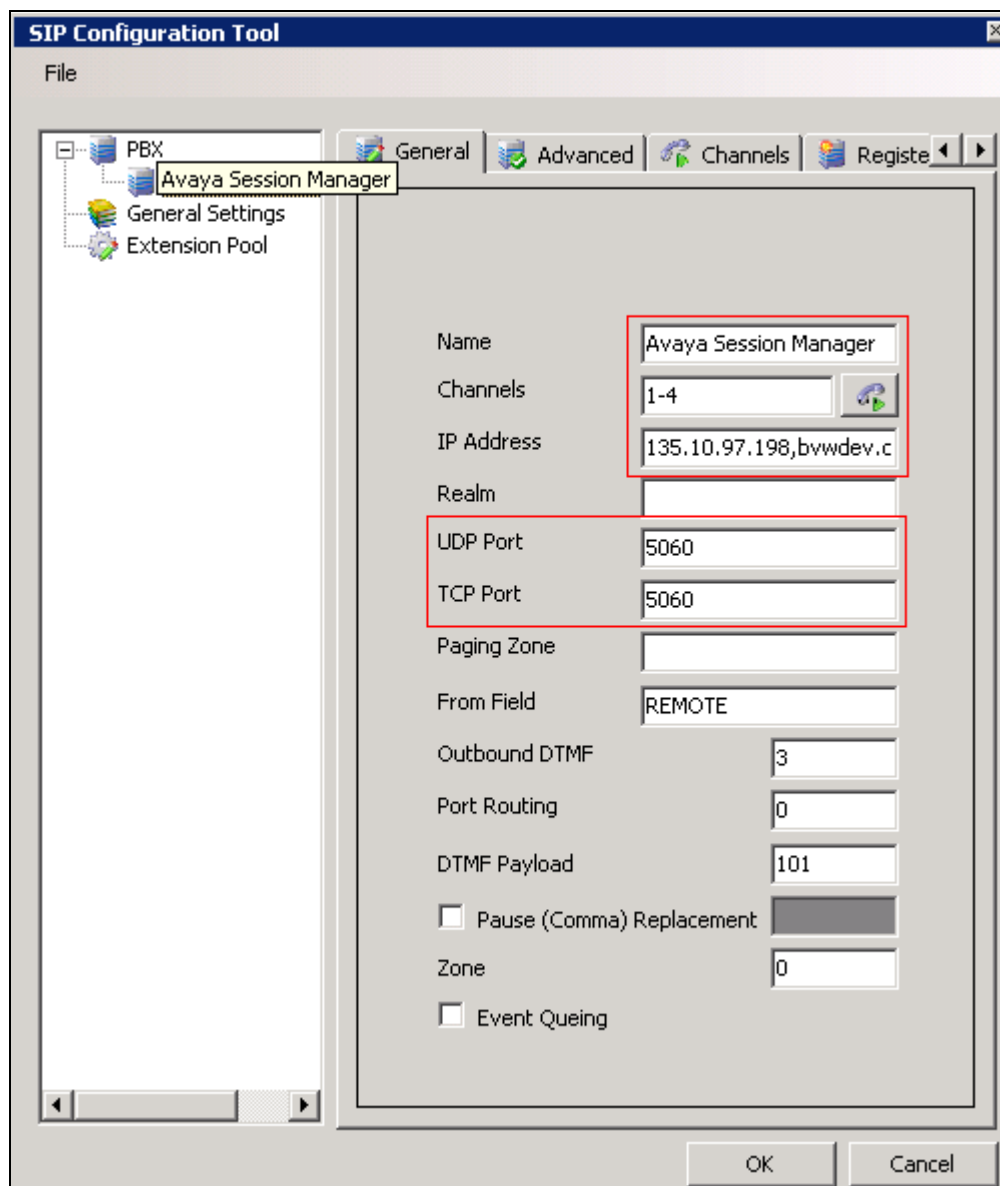 SIP Configuration Tool
File
PBX
Avaya Session Manager
General Settings
Extension Pool
General
Advanced
Channels
Registe
Name
Avaya Session Manager
Channels
1-4
IP Address
135.10.97.198,bvwdev.c
Realm
UDP Port
5060
TCP Port
5060
Paging Zone
From Field
REMOTE
Outbound DTMF
3
Port Routing
0
DTMF Payload
101
Pause (Comma) Replacement
Zone
0
Event Queing
OK
Cancel